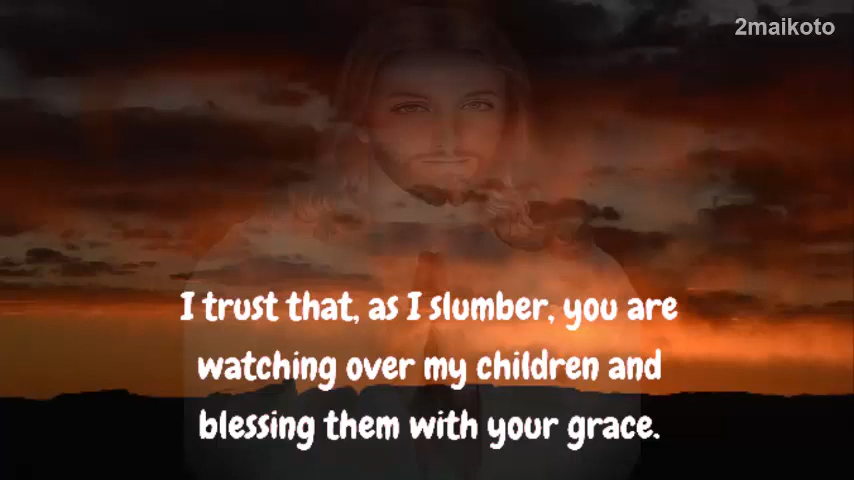 2maikoto
I trust that, as I slumber, you are
watching over my children and
blessing them with your grace.